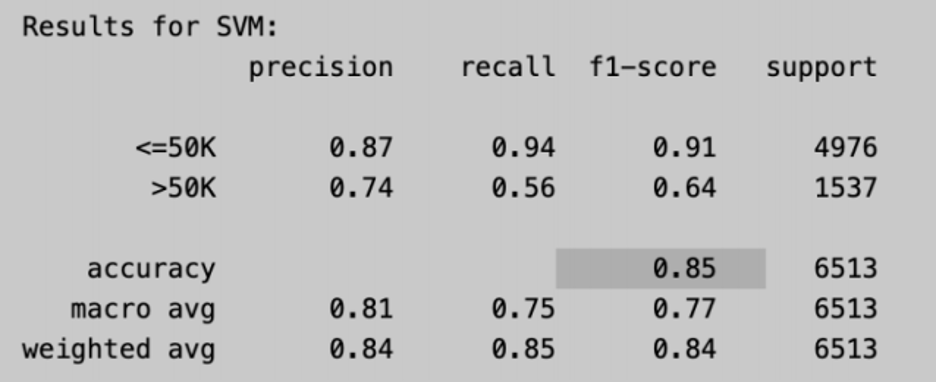 Results for SVM:
precision recall f1-score support
<=50K 0.87 0.94 0.91 4976
>50K 0.74 0.56 0.64 1537
accuracy 0.85 6513
macro avg 0.81 0.75 0.77 6513
weighted avg 0.84 0.85 0.84 6513